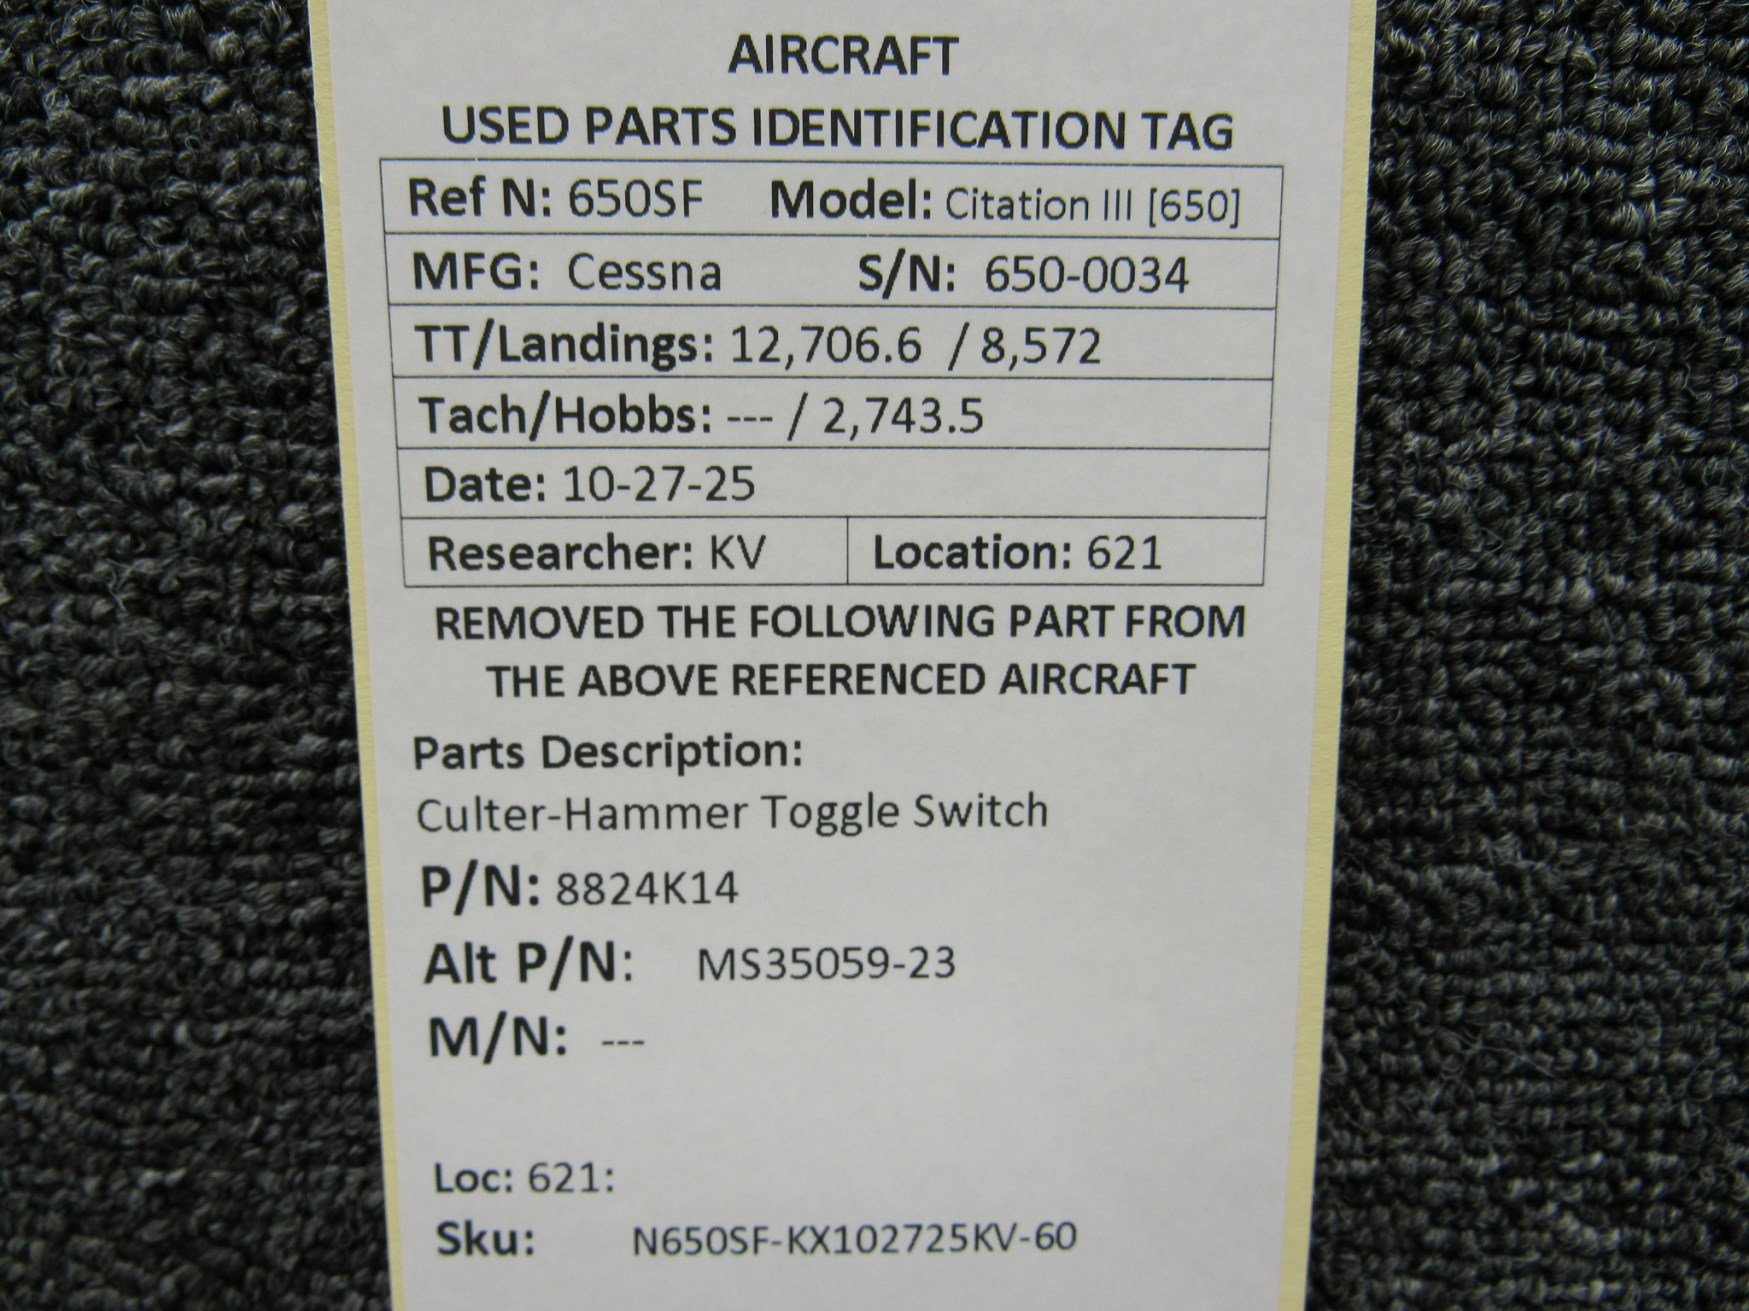 AIRCRAFT
USED PARTS IDENTIFICATION TAG
Ref N: 650SF Model: Citation III [650]
MFG: Cessna S/N: 650-0034
TT/Landings: 12,706.6 / 8,572
Tach/Hobbs: --- / 2,743.5
Date: 10-27-25
Researcher: KV Location: 621
REMOVED THE FOLLOWING PART FROM
THE ABOVE REFERENCED AIRCRAFT
Parts Description:
Culter-Hammer Toggle Switch
P/N: 8824K14
Alt P/N: MS35059-23
M/N: ---
Loc: 621:
Sku: N650SF-KX102725KV-60